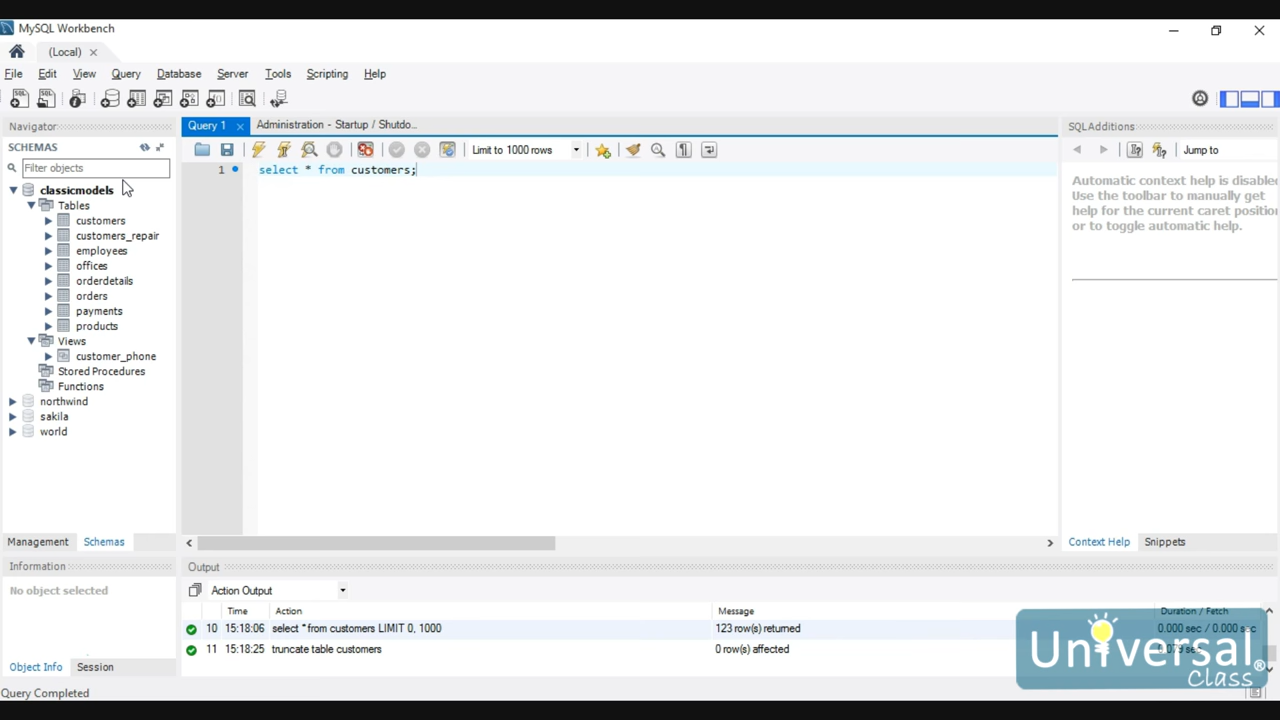 MySQL Workbench
(Local)
File Edit View Query Database Server Tools Scripting Help
Navigator
SCHEMAS
Filter objects
classicmodels
Tables
customers
customers_repair
employees
offices
orderdetails
orders
payments
products
Views
customer_phone
Stored Procedures
Functions
northwind
sakila
world
Management Schemas
Information
No object selected
Object Info Session
Query Completed
Query 1 Administration - Startup / Shutdo...
Limit to 1000 rows
1 select * from customers;
Output
Action Output
Time Action Message Duration / Fetch
10 15:18:06 select * from customers LIMIT 0, 1000 123 row(s) returned 0.000 sec / 0.000 sec
11 15:18:25 truncate table customers 0 row(s) affected 0.079 sec
SQLAdditions
Jump to
Automatic context help is disable
Use the toolbar to manually get
help for the current caret position
or to toggle automatic help.
Context Help Snippets
Universal
Class ®